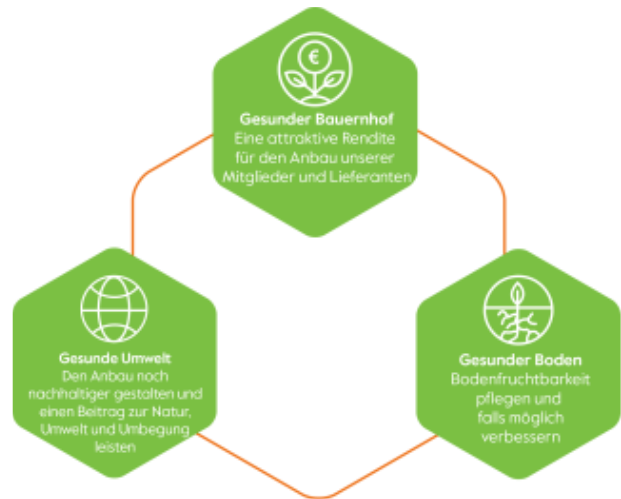 €
Gesunder Bauernhof
Eine attraktive Rendite
für den Anbau unserer
Mitglieder und Lieferanten
Gesunde Umwelt
Den Anbau noch
nachhaltiger gestalten und
einen Beitrag zur Natur,
Umwelt und Umbegung
leisten
Gesunder Boden
Bodenfruchtbarkeit
pflegen und
falls möglich
verbessern